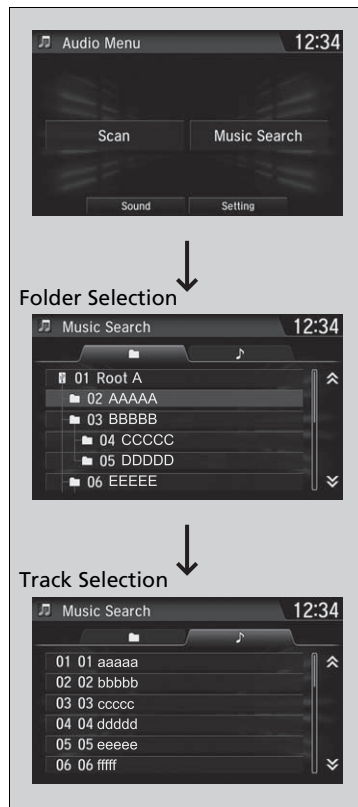 Audio Menu 12:34
Scan Music Search
Sound Setting
Folder Selection
Music Search 12:34
01 Root A
02 AAAAA
03 BBBBB
04 CCCCC
05 DDDDD
06 EEEEE
Track Selection
Music Search 12:34
01 01 aaaaa
02 02 bbbbb
03 03 ccccc
04 04 ddddd
05 05 eeeee
06 06 fffff